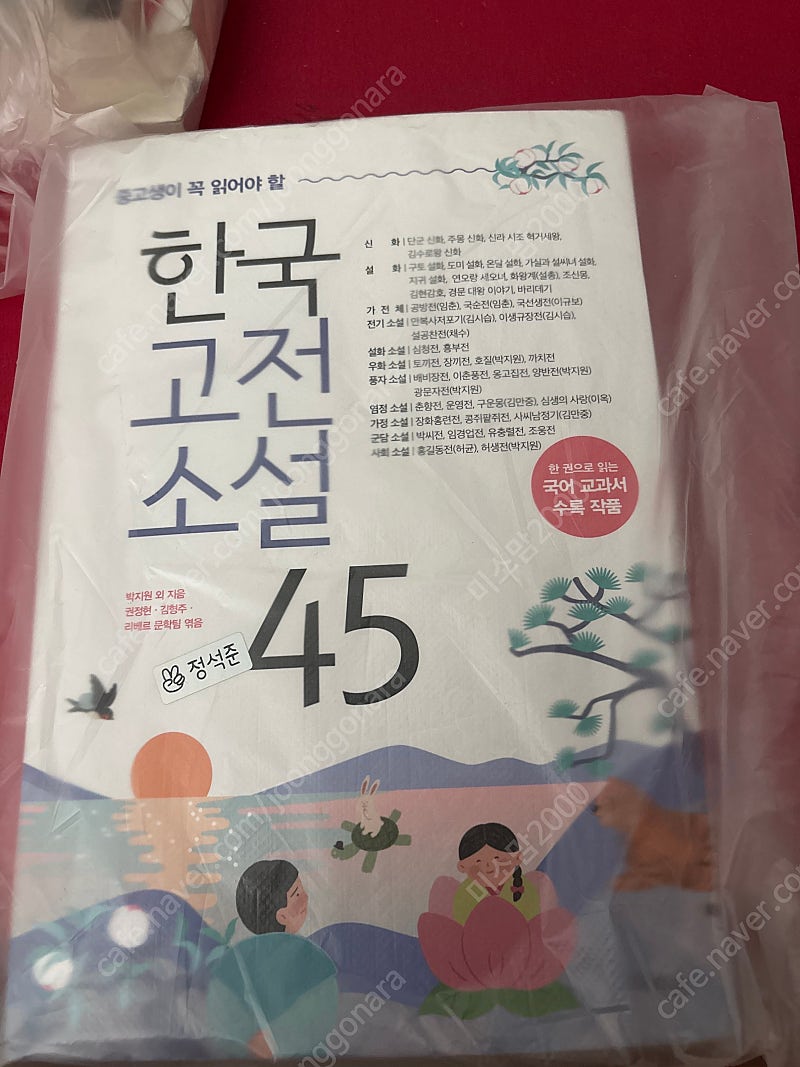 중고생이 꼭 읽어야 할
한국
고전
소설
45
신 화 | 단군 신화, 주몽 신화, 신라 시조 혁거세왕,
김수로왕 신화
설 화 | 구토 설화, 도미 설화, 온달 설화, 가실과 설씨녀 설화,
지귀 설화, 연오랑 세오녀, 화왕계(설총), 조신몽,
김현감호, 경문 대왕 이야기, 바리데기
가 전 체 | 공방전(임춘), 국순전(임춘), 국선생전(이규보)
전기 소설 | 만복사저포기(김시습), 이생규장전(김시습),
설공찬전(채수)
설화 소설 | 심청전, 흥부전
우화 소설 | 토끼전, 장끼전, 호질(박지원), 까치전
풍자 소설 | 배비장전, 이춘풍전, 옹고집전, 양반전(박지원)
광문자전(박지원)
염정 소설 | 춘향전, 운영전, 구운몽(김만중), 심생의 사랑(이옥)
가정 소설 | 장화홍련전, 콩쥐팥쥐전, 사씨남정기(김만중)
군담 소설 | 박씨전, 임경업전, 유충렬전, 조웅전
사회 소설 | 홍길동전(허균), 허생전(박지원)
한 권으로 읽는
국어 교과서
수록 작품
박지원 외 지음
권정현 · 김형주 ·
리베르 문학팀 엮음
정석준
미소맘2000
미소맘2000
cafe.naver.com/joonggonara
cafe.naver.com